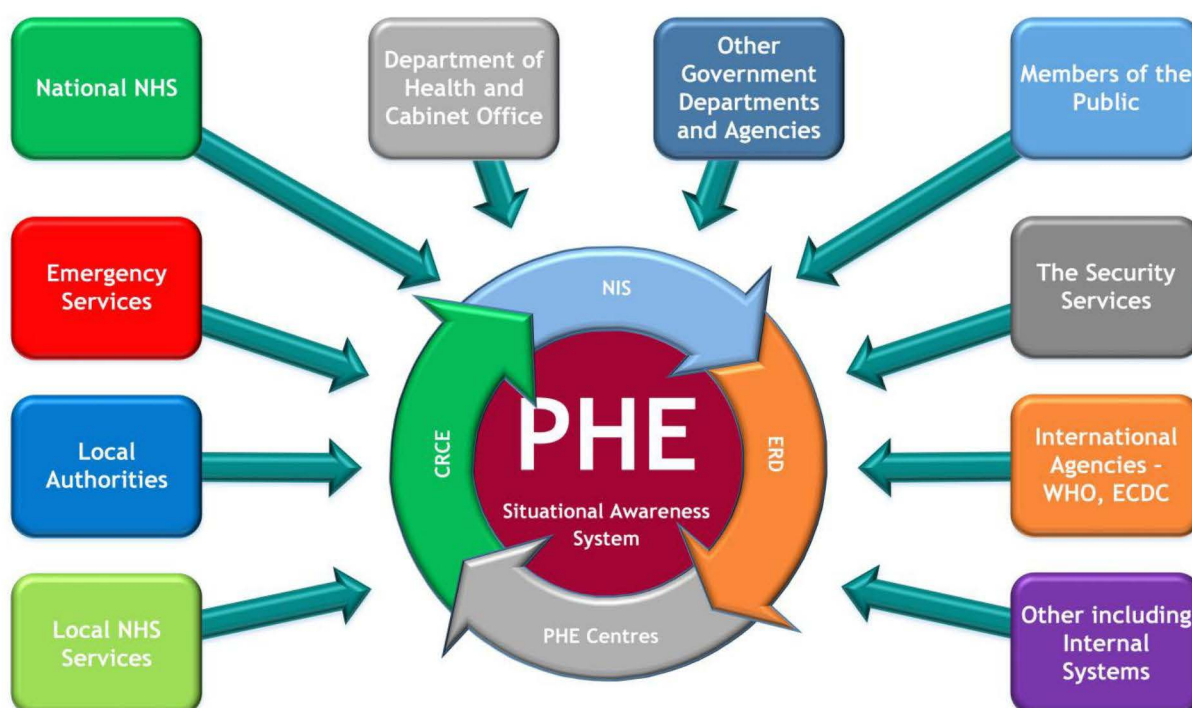 National NHS
Department of
Health and
Cabinet Office
Other
Government
Departments
and Agencies
Members of the
Public
Emergency
Services
The Security
Services
Local
Authorities
International
Agencies –
WHO, ECDC
Local NHS
Services
Other including
Internal
Systems
NIS
CRCE
ERD
PHE Centres
PHE
Situational Awareness
System